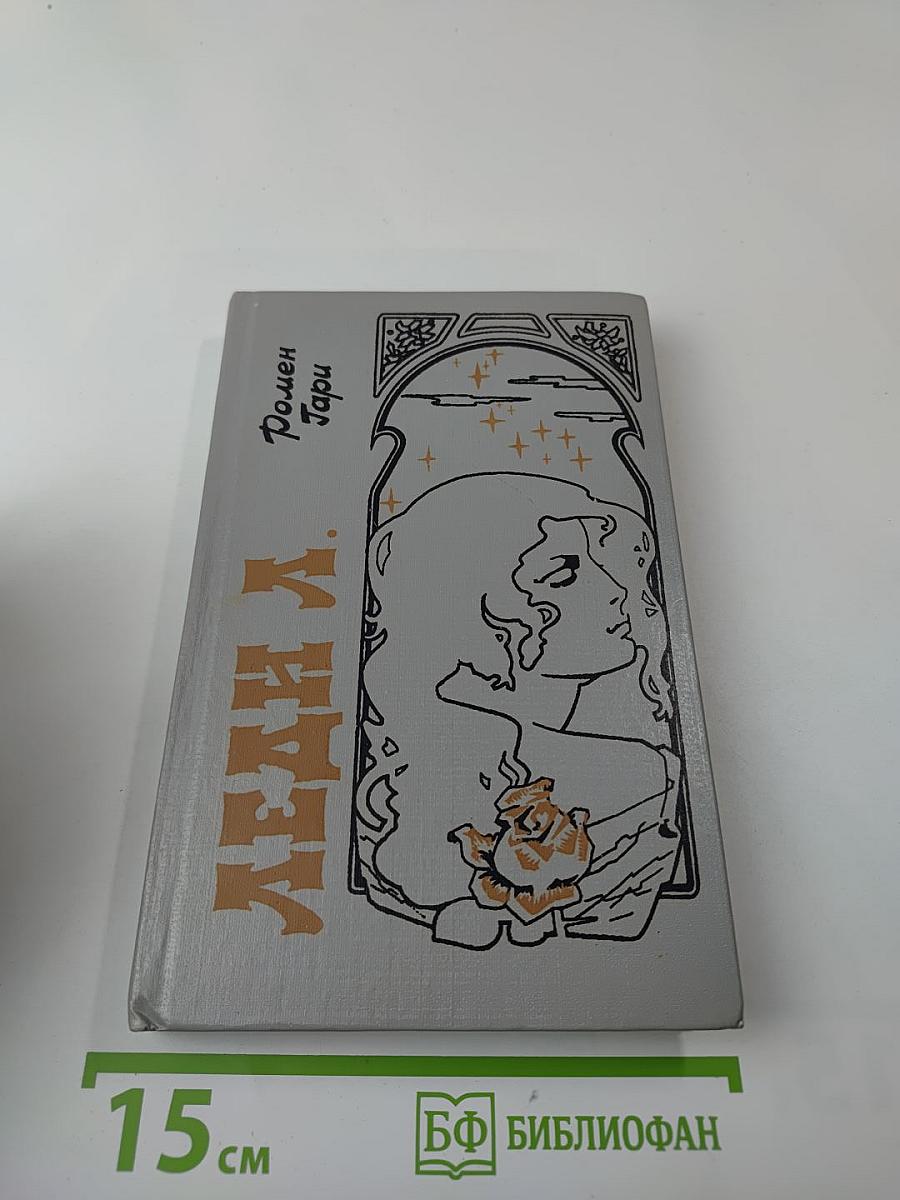 Ромен
Гари
ЛЕДИ Л.
15 см
БФ БИБЛИОФАН